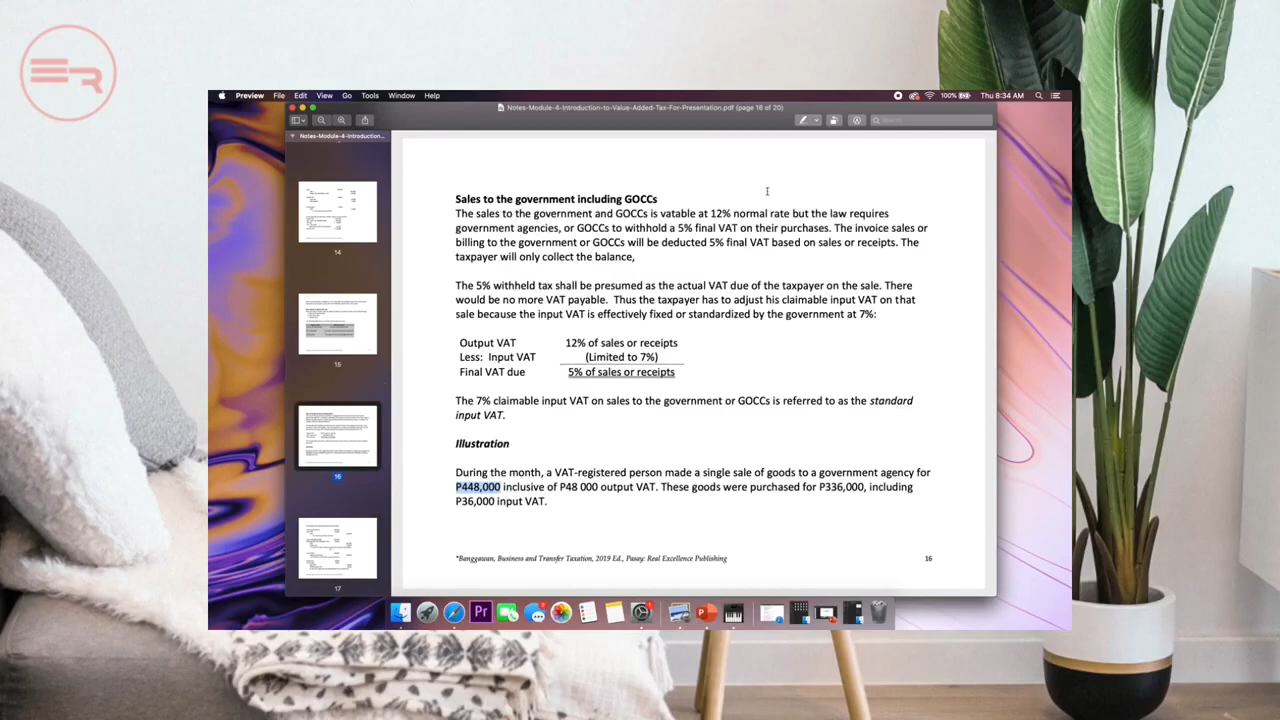 ER
Preview File Edit View Go Tools Window Help
100% Thu 8:34 AM
Notes-Module-4-Introduction-to-Value-Added-Tax-For-Presentation.pdf (page 16 of 20)
Search
Notes-Module-4-Introduction...
14
15
16
17
Sales to the government including GOCCs
The sales to the government and GOCCs is vatable at 12% normal rate but the law requires
government agencies, or GOCCs to withhold a 5% final VAT on their purchases. The invoice sales or
billing to the government or GOCCs will be deducted 5% final VAT based on sales or receipts. The
taxpayer will only collect the balance,
The 5% withheld tax shall be presumed as the actual VAT due of the taxpayer on the sale. There
would be no more VAT payable. Thus the taxpayer has to adjust his claimable input VAT on that
sale because the input VAT is effectively fixed or standardized by the government at 7%:
Output VAT 12% of sales or receipts
Less: Input VAT (Limited to 7%)
Final VAT due 5% of sales or receipts
The 7% claimable input VAT on sales to the government or GOCCs is referred to as the standard
input VAT.
Illustration
During the month, a VAT-registered person made a single sale of goods to a government agency for
P448,000 inclusive of P48 000 output VAT. These goods were purchased for P336,000, including
P36,000 input VAT.
*Banggawan, Business and Transfer Taxation, 2019 Ed., Pasay: Real Excellence Publishing 16
Pr